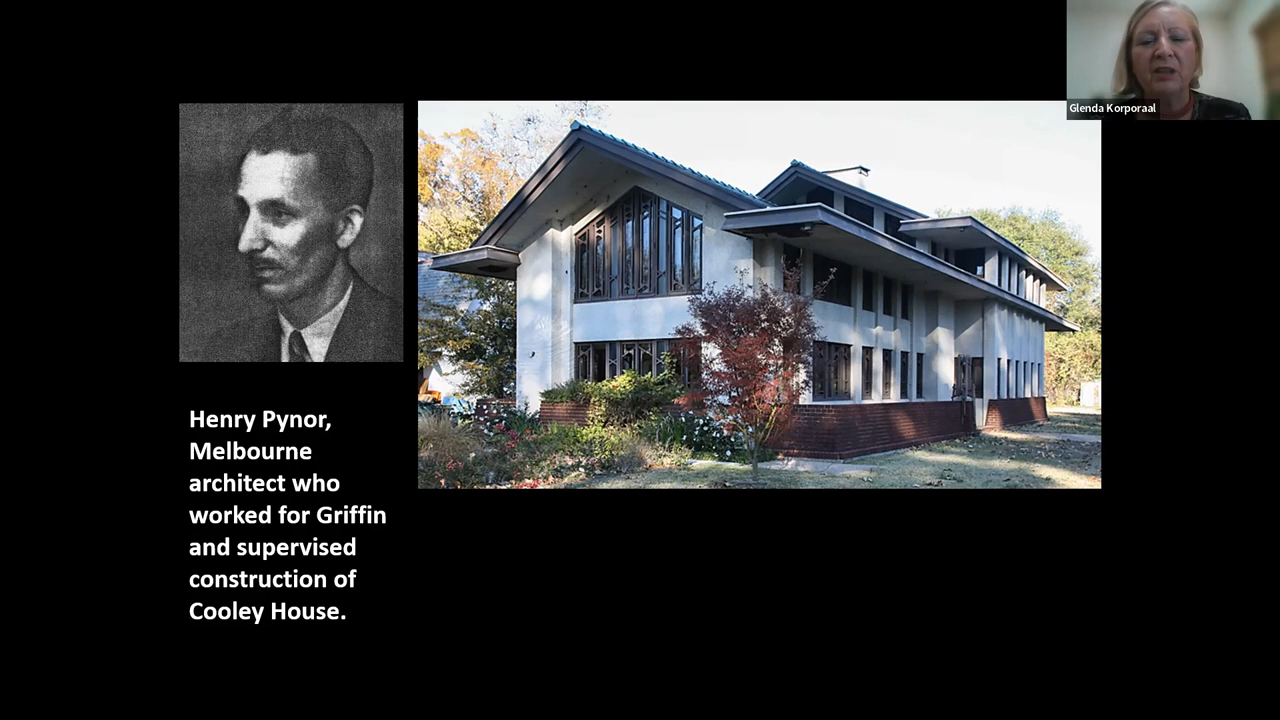 Glenda Korporaal
Henry Pynor,
Melbourne
architect who
worked for Griffin
and supervised
construction of
Cooley House.